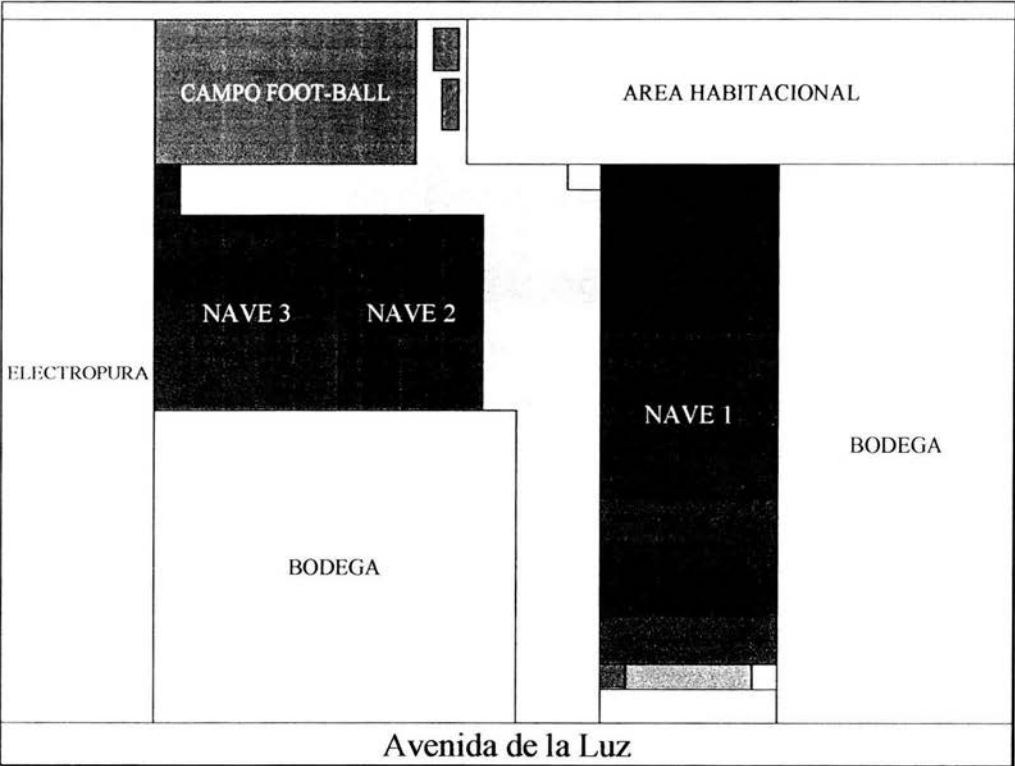 CAMPO FOOT-BALL
AREA HABITACIONAL
NAVE 3
NAVE 2
ELECTROPURA
NAVE 1
BODEGA
BODEGA
Avenida de la Luz